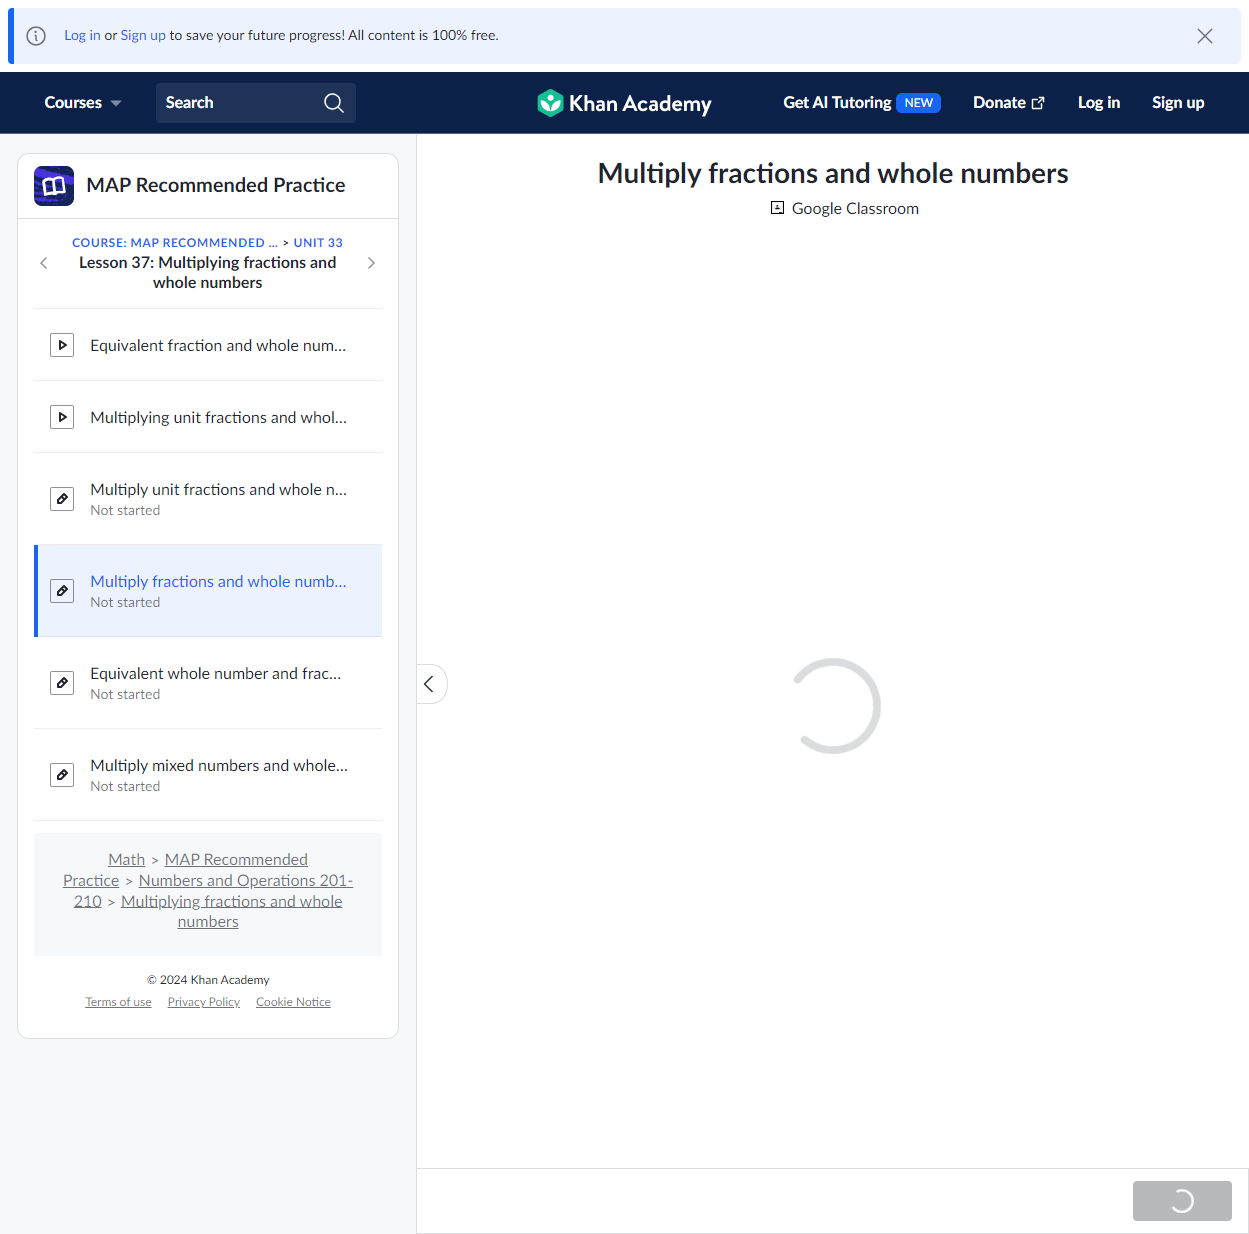 Log in or Sign up to save your future progress! All content is 100% free.
Courses
Search
Khan Academy
Get AI Tutoring NEW
Donate
Log in
Sign up
MAP Recommended Practice
COURSE: MAP RECOMMENDED ... > UNIT 33
Lesson 37: Multiplying fractions and
whole numbers
Equivalent fraction and whole num...
Multiplying unit fractions and whol...
Multiply unit fractions and whole n...
Not started
Multiply fractions and whole numb...
Not started
Equivalent whole number and frac...
Not started
Multiply mixed numbers and whole...
Not started
Math > MAP Recommended
Practice > Numbers and Operations 201-
210 > Multiplying fractions and whole
numbers
© 2024 Khan Academy
Terms of use Privacy Policy Cookie Notice
Multiply fractions and whole numbers
Google Classroom